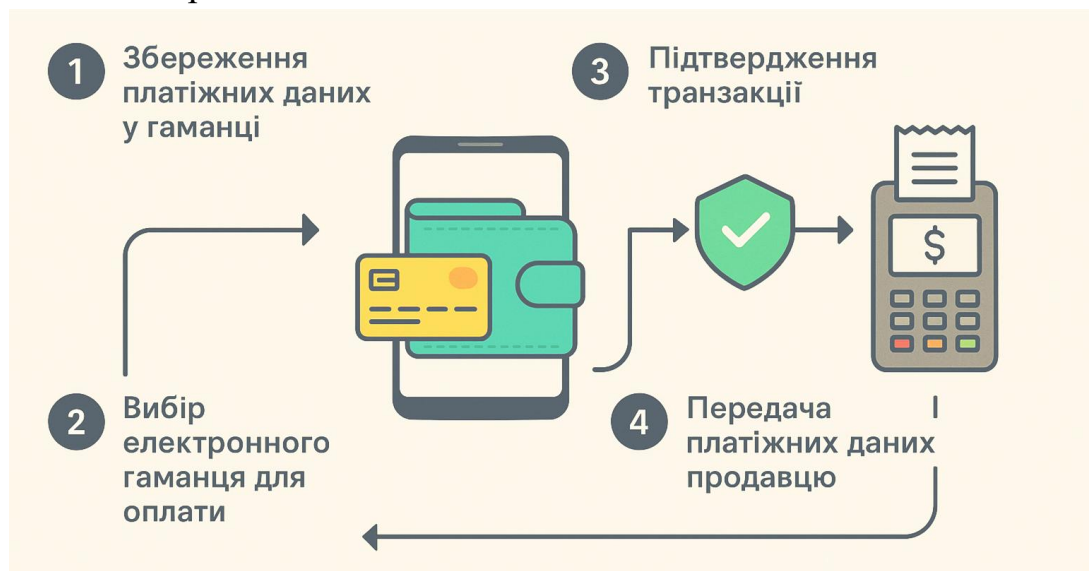 1
Збереження
платіжних даних
у гаманці
2
Вибір
електронного
гаманця для
оплати
3
Підтвердження
транзакції
$
4
Передача
платіжних даних
продавцю